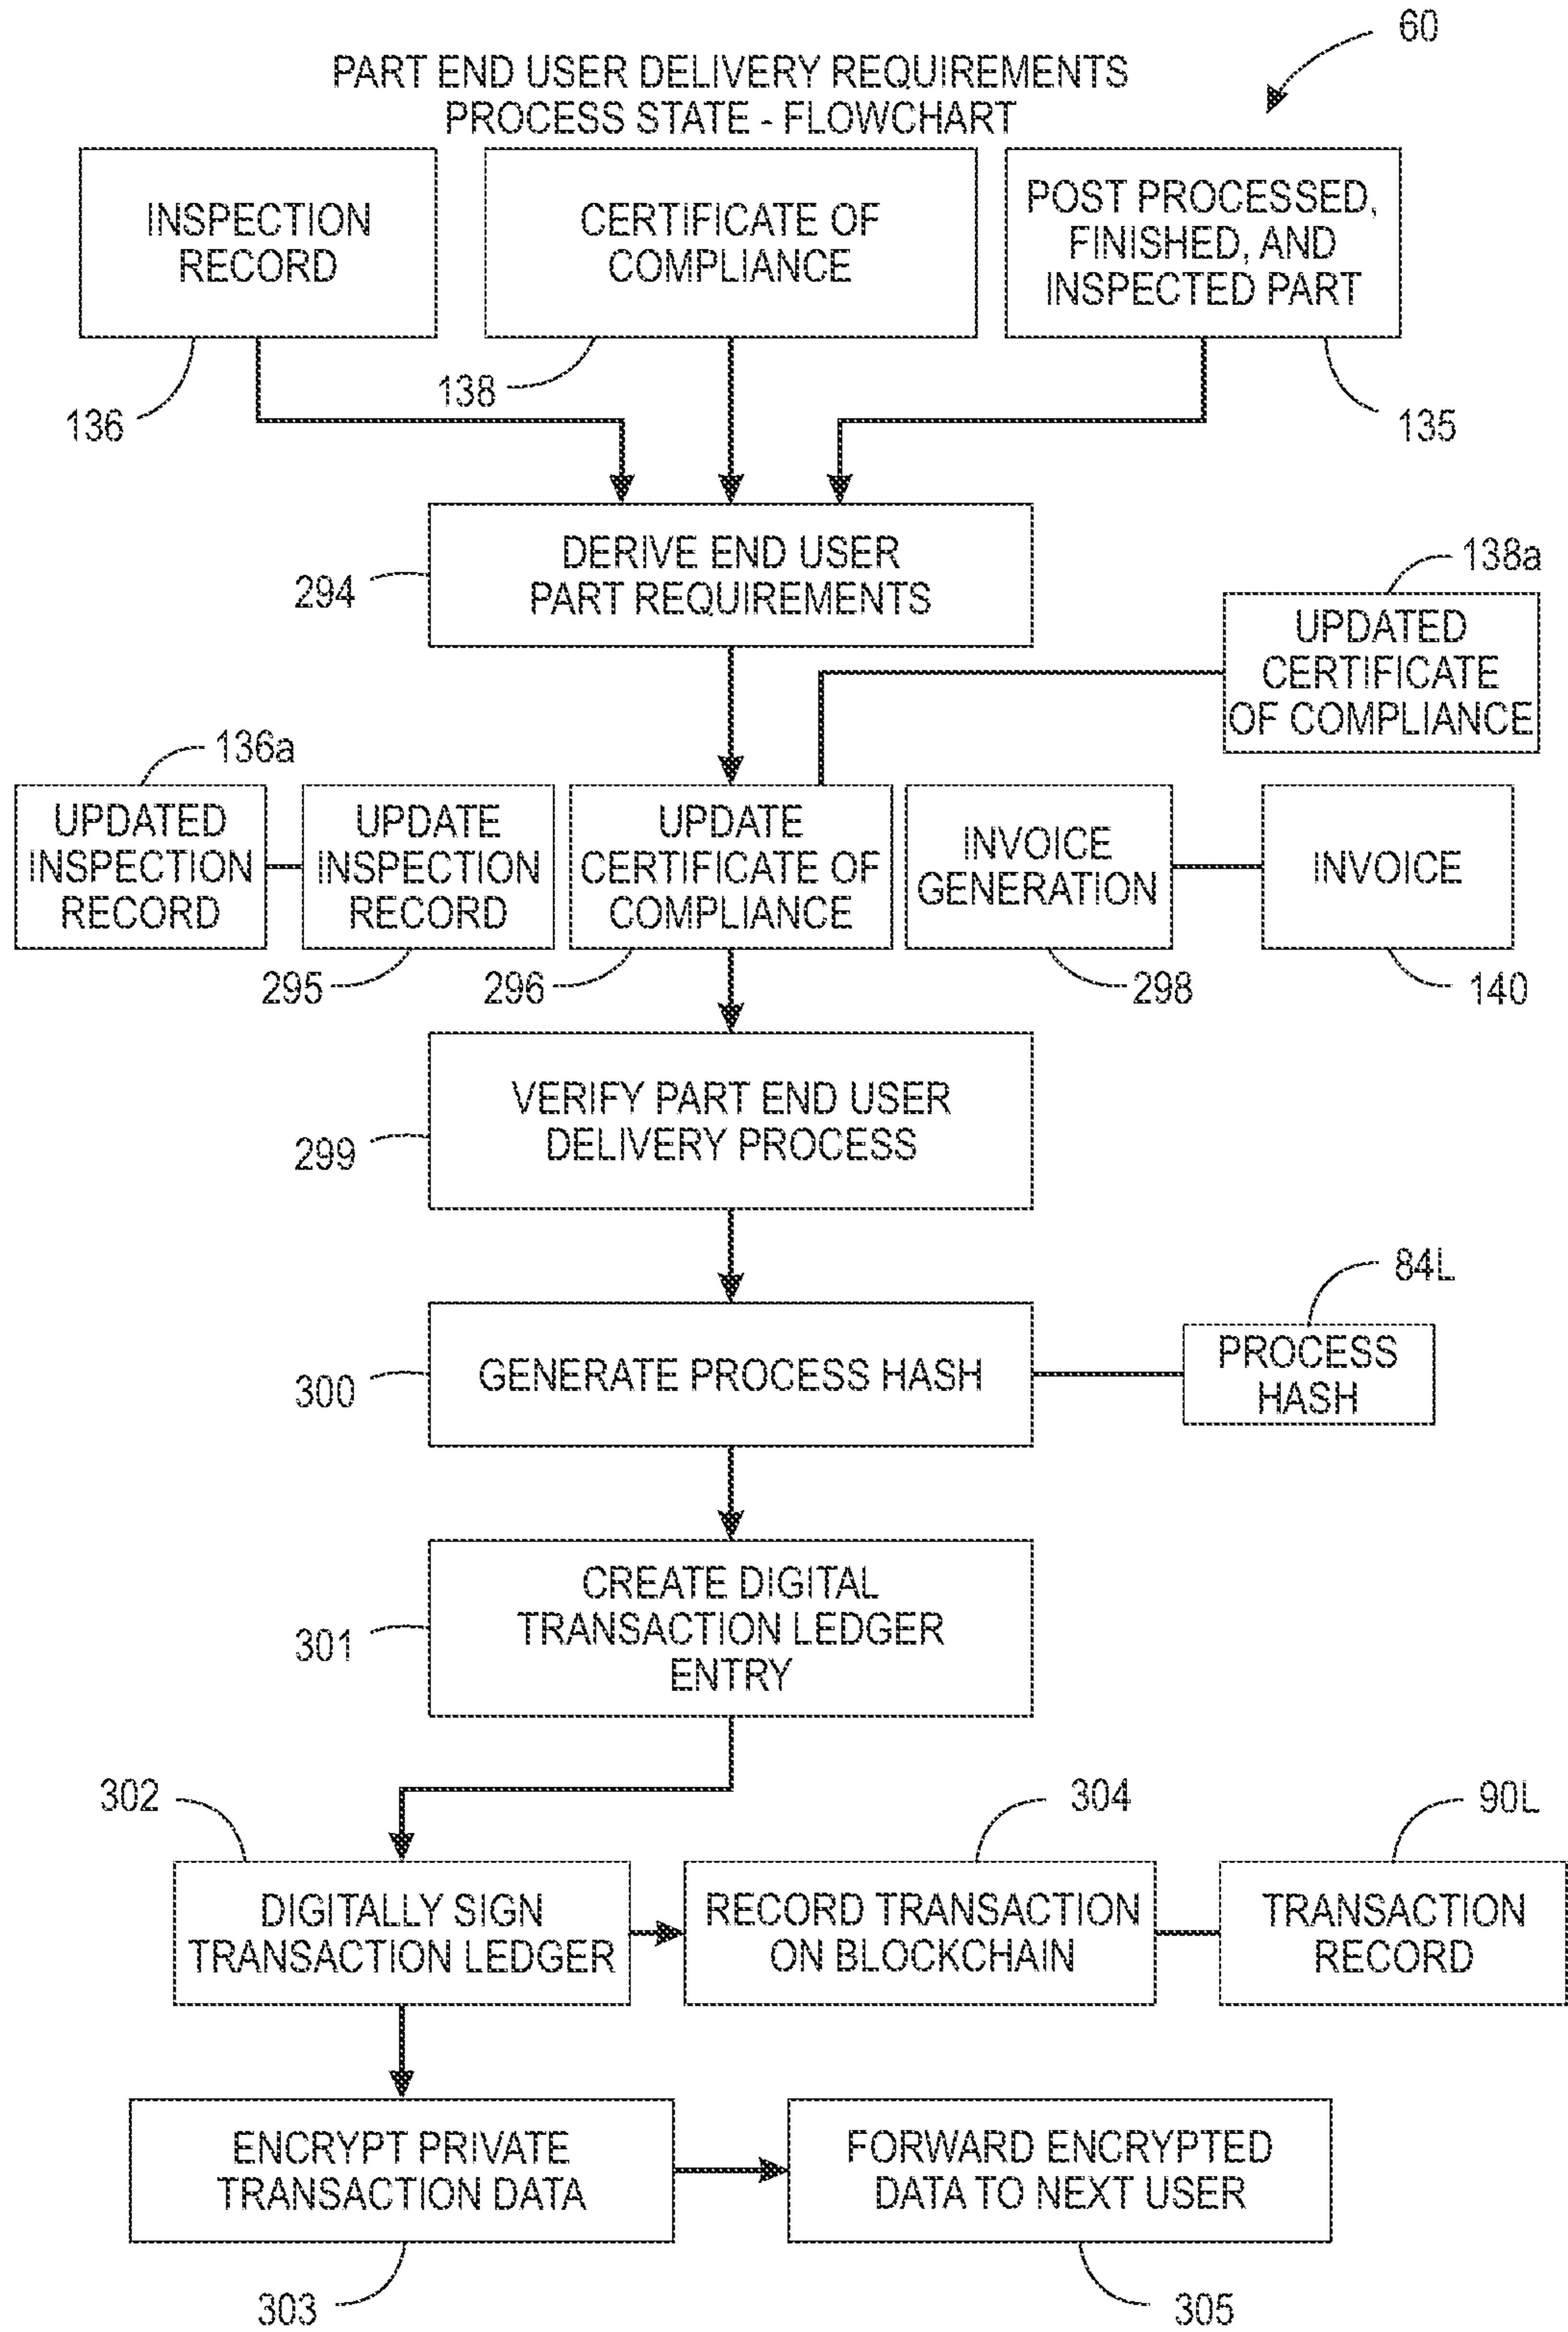 60
PART END USER DELIVERY REQUIREMENTS
PROCESS STATE - FLOWCHART
INSPECTION
RECORD
CERTIFICATE OF
COMPLIANCE
POST PROCESSED,
FINISHED, AND
INSPECTED PART
136
138
135
DERIVE END USER
PART REQUIREMENTS
294
138a
UPDATED
CERTIFICATE
OF COMPLIANCE
136a
UPDATED
INSPECTION
RECORD
UPDATE
INSPECTION
RECORD
UPDATE
CERTIFICATE OF
COMPLIANCE
INVOICE
GENERATION
INVOICE
295
296
298
140
VERIFY PART END USER
DELIVERY PROCESS
299
84L
GENERATE PROCESS HASH
300
PROCESS
HASH
CREATE DIGITAL
TRANSACTION LEDGER
ENTRY
301
302
304
90L
DIGITALLY SIGN
TRANSACTION LEDGER
RECORD TRANSACTION
ON BLOCKCHAIN
TRANSACTION
RECORD
ENCRYPT PRIVATE
TRANSACTION DATA
FORWARD ENCRYPTED
DATA TO NEXT USER
303
305